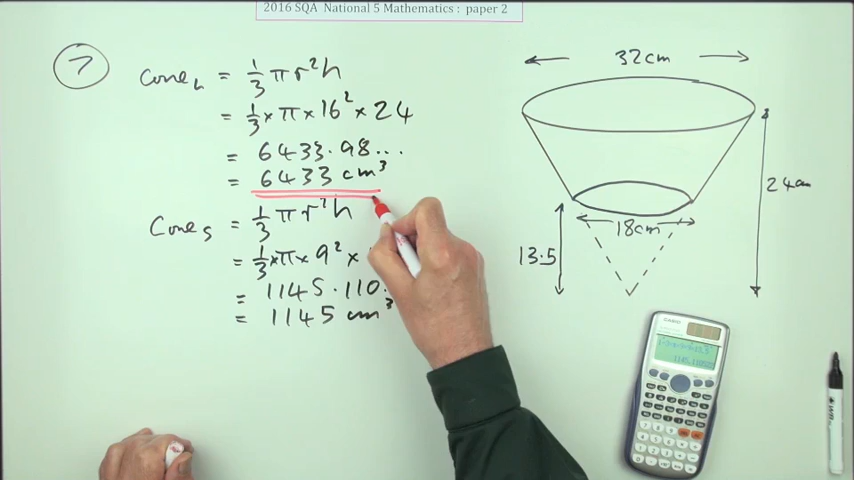 2016 SQA National 5 Mathematics : paper 2
7
Cone_L = 1/3 π r² h
= 1/3 × π × 16² × 24
= 6433.98...
= 6433 cm³
Cone_S = 1/3 π r² h
= 1/3 × π × 9² ×
= 1145.110.
= 1145 cm³
32cm
24cm
18cm
13.5
CASIO